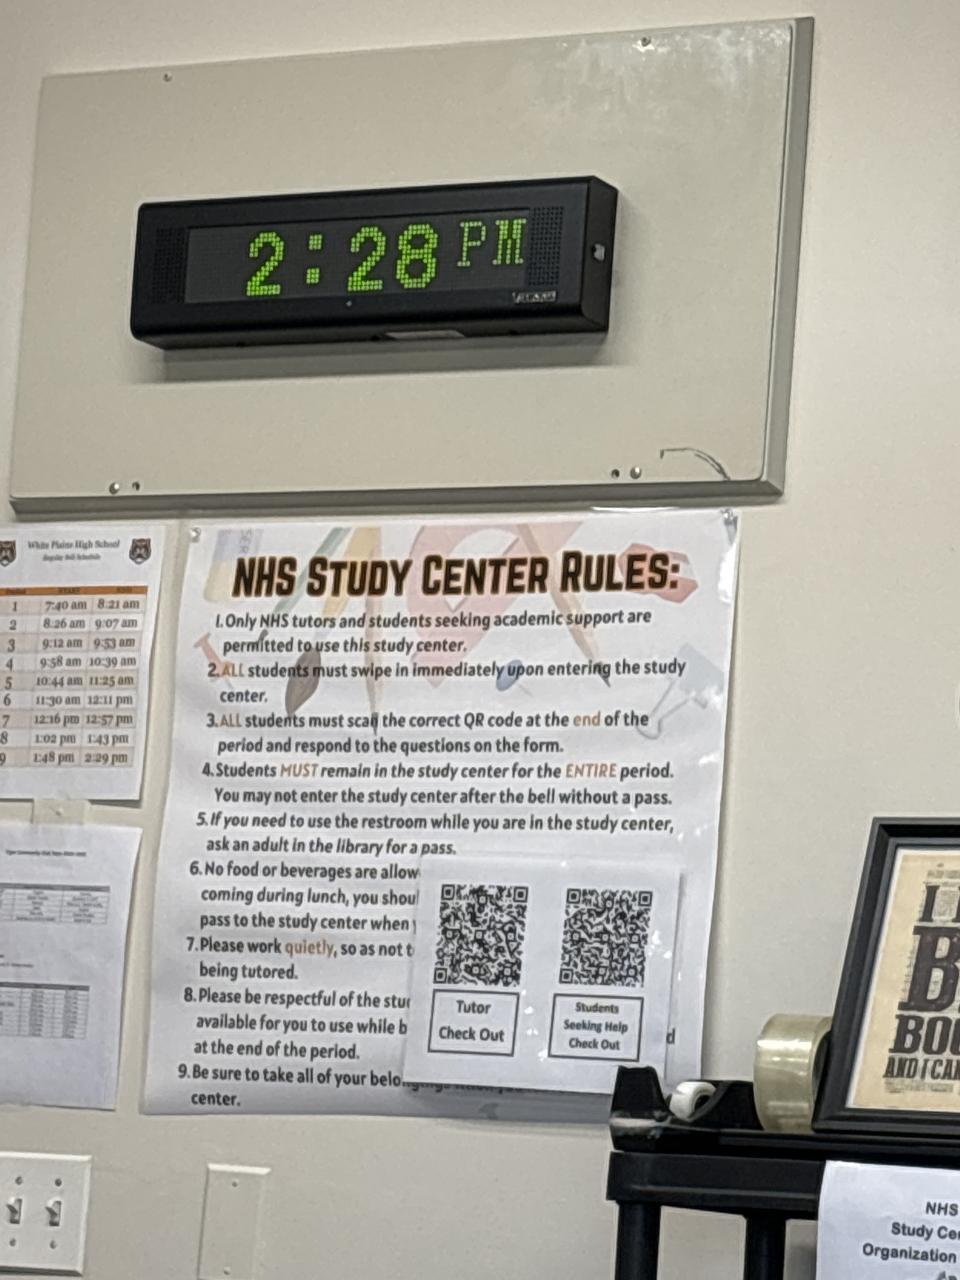 2:28 PM
White Plains High School
Regular Bell Schedule
1 7:40 am 8:21 am
2 8:26 am 9:07 am
3 9:12 am 9:53 am
4 9:58 am 10:39 am
5 10:44 am 11:25 am
6 11:30 am 12:11 pm
7 12:16 pm 12:57 pm
8 1:02 pm 1:43 pm
9 1:48 pm 2:29 pm
NHS STUDY CENTER RULES:
1. Only NHS tutors and students seeking academic support are
permitted to use this study center.
2. ALL students must swipe in immediately upon entering the study
center.
3. ALL students must scan the correct QR code at the end of the
period and respond to the questions on the form.
4. Students MUST remain in the study center for the ENTIRE period.
You may not enter the study center after the bell without a pass.
5. If you need to use the restroom while you are in the study center,
ask an adult in the library for a pass.
6. No food or beverages are allow
coming during lunch, you shoul
pass to the study center when
7. Please work quietly, so as not t
being tutored.
8. Please be respectful of the
available for you to use while b
at the end of the period.
9. Be sure to take all of your
center.
Tutor
Check Out
Students
Seeking Help
Check Out
BOO
AND I CA
NHS
Study Ce
Organization